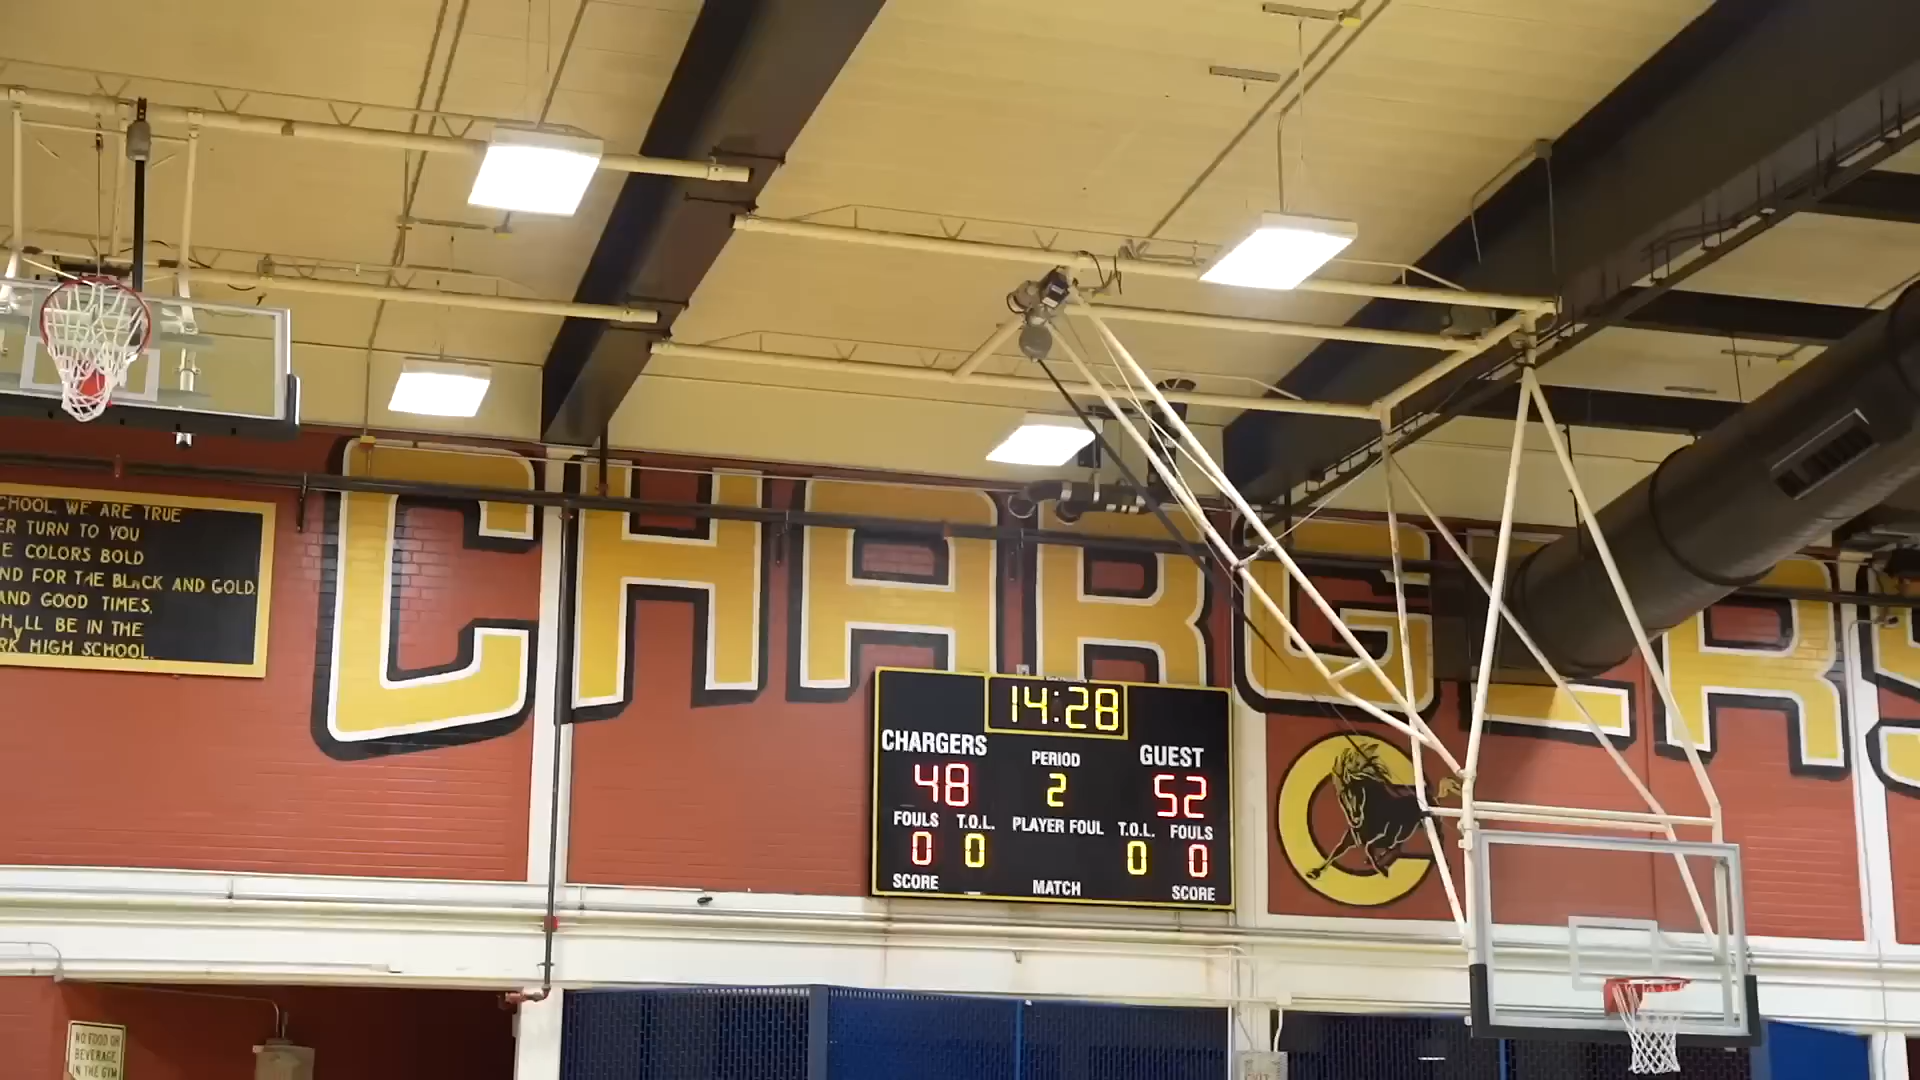 CHOOL, WE ARE TRUE
ER TURN TO YOU
E COLORS BOLD
ND FOR THE BLACK AND GOLD.
AND GOOD TIMES,
LL BE IN THE
RK HIGH SCHOOL.
CHARGERS
14:28
CHARGERS
PERIOD
GUEST
48
2
52
FOULS T.O.L. PLAYER FOUL T.O.L. FOULS
0 0 0 0
SCORE MATCH SCORE
C
NO FOOD OR
BEVERAGE
IN THE GYM